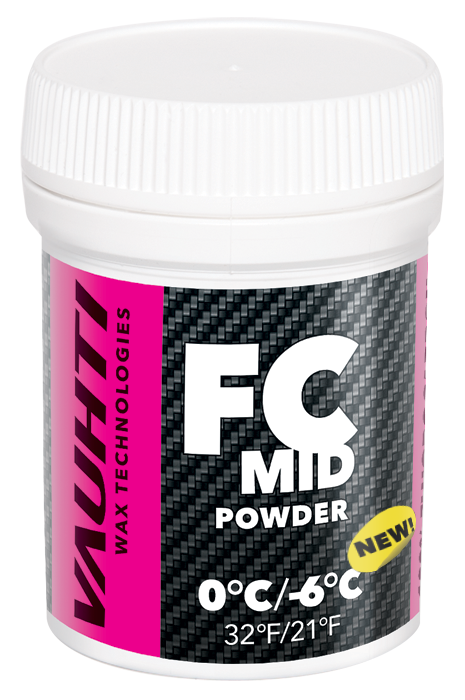 VAUHTI
WAX TECHNOLOGIES
FC
MID
POWDER
NEW!
0°C/-6°C
32°F/21°F